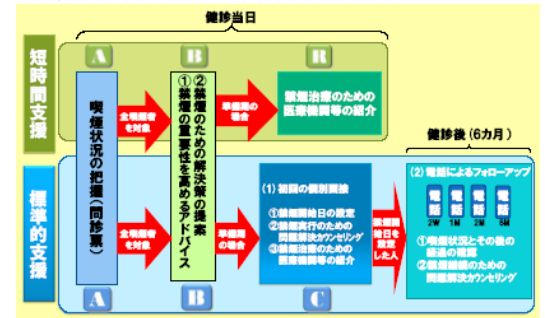 健診当日
短時間支援
A
B
R
喫煙状況の把握(問診票)
全喫煙者
を対象
①禁煙の重要性を高めるアドバイス
②禁煙のための解決策の提案
準備期の
場合
禁煙治療のための
医療機関等の紹介
標準的支援
全喫煙者
を対象
準備期
の場合
(1) 初回の個別面接
①禁煙開始日の設定
②禁煙実行のための
問題解決カウンセリング
③禁煙治療のための
医療機関等の紹介
禁煙開
始日を
設定し
た人
健診後(6カ月)
(2) 電話によるフォローアップ
電話
電話
電話
電話
2W
1M
2M
6M
①喫煙状況とその後の
経過の確認
②禁煙継続のための
問題解決カウンセリング
A
B
C